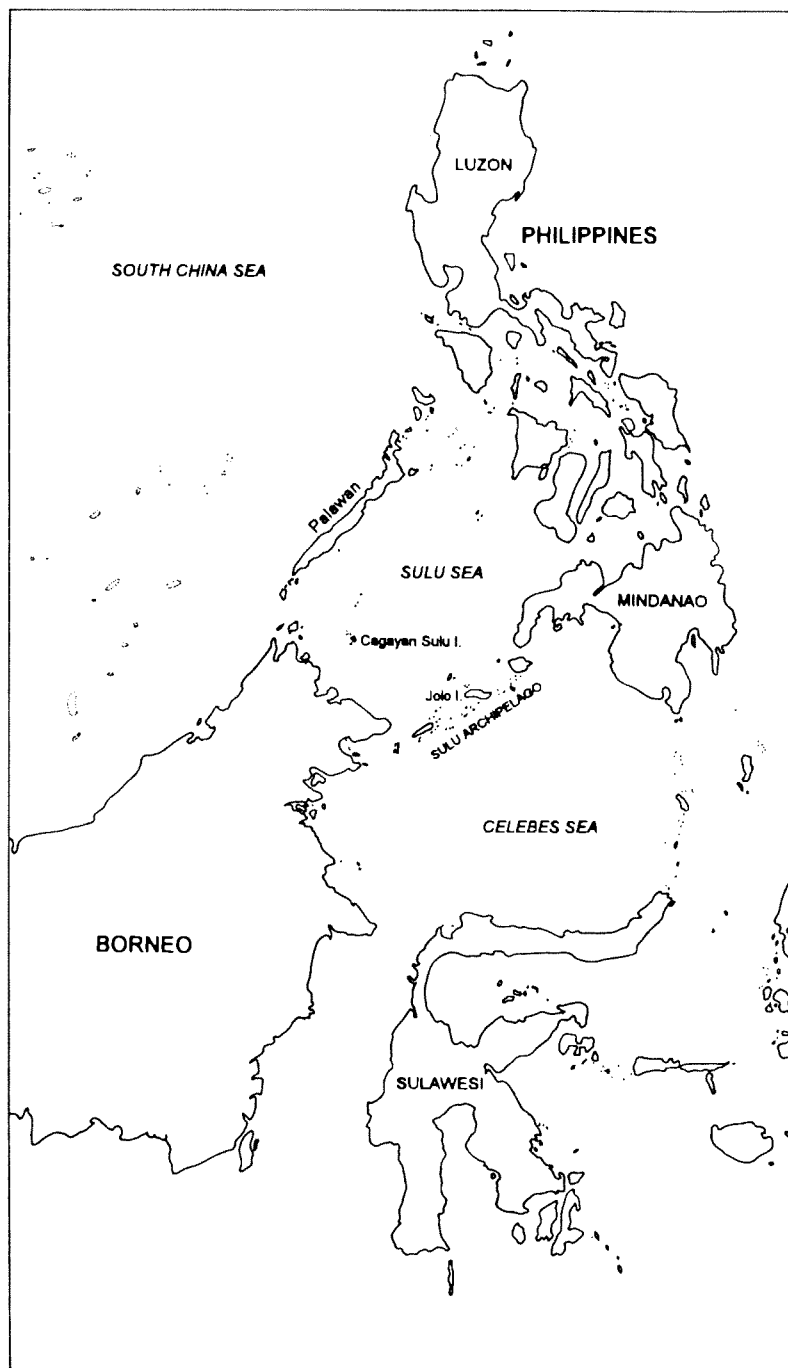 LUZON
PHILIPPINES
SOUTH CHINA SEA
Palawan
SULU SEA
MINDANAO
Cagayan Sulu I.
Jolo I.
SULU ARCHIPELAGO
CELEBES SEA
BORNEO
SULAWESI